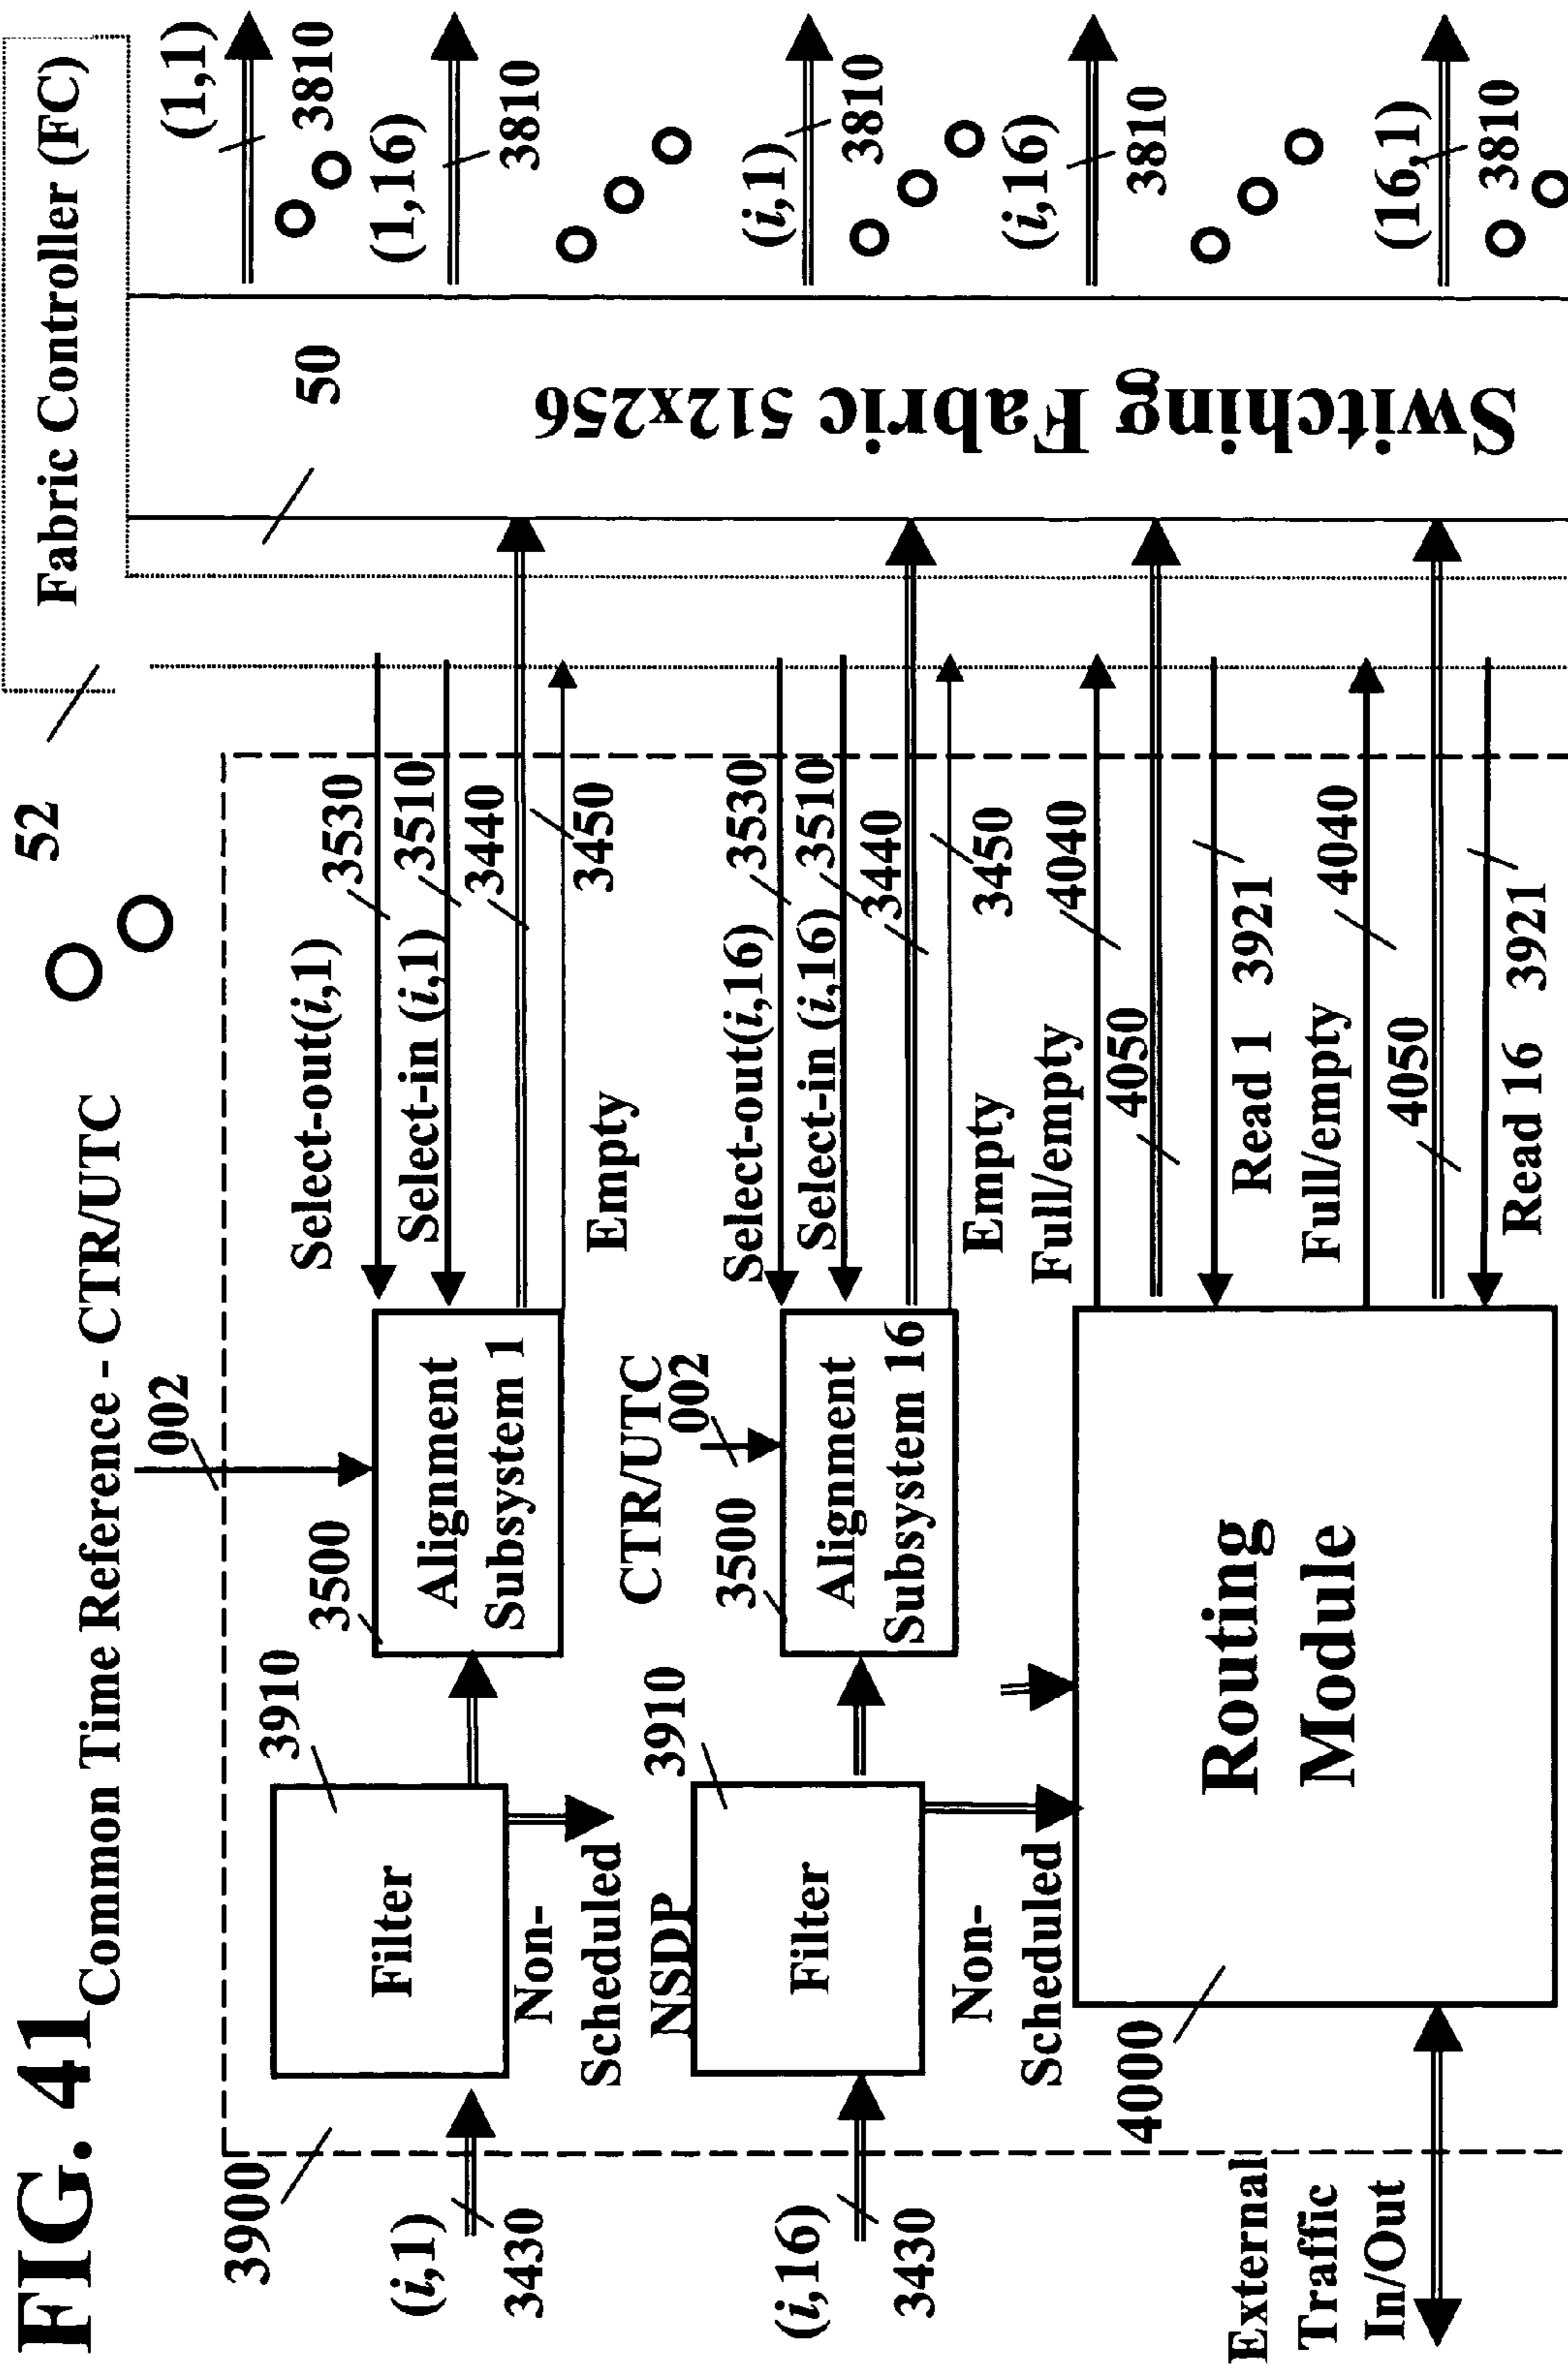 FIG. 41
Common Time Reference - CTR/UTC
52
Fabric Controller (FC)
3900
002
(1,1)
3810
(i,1)
3430
Filter
3910
Non-
Scheduled
3500
Alignment
Subsystem 1
Select-out(i,1)
3530
Select-in (i,1)
3510
3440
3450
Empty
50
Switching Fabric 512x256
(1,16)
3810
NSDP
(i,16)
3430
Filter
3910
Non-
Scheduled
CTR/UTC
002
3500
Alignment
Subsystem 16
Select-out(i,16)
3530
Select-in (i,16)
3510
3440
3450
Empty
(i,1)
3810
4000
Routing
Module
Full/empty
4040
4050
Read 1
3921
Full/empty
4040
4050
Read 16
3921
(i,16)
3810
(16,1)
3810
External
Traffic
In/Out